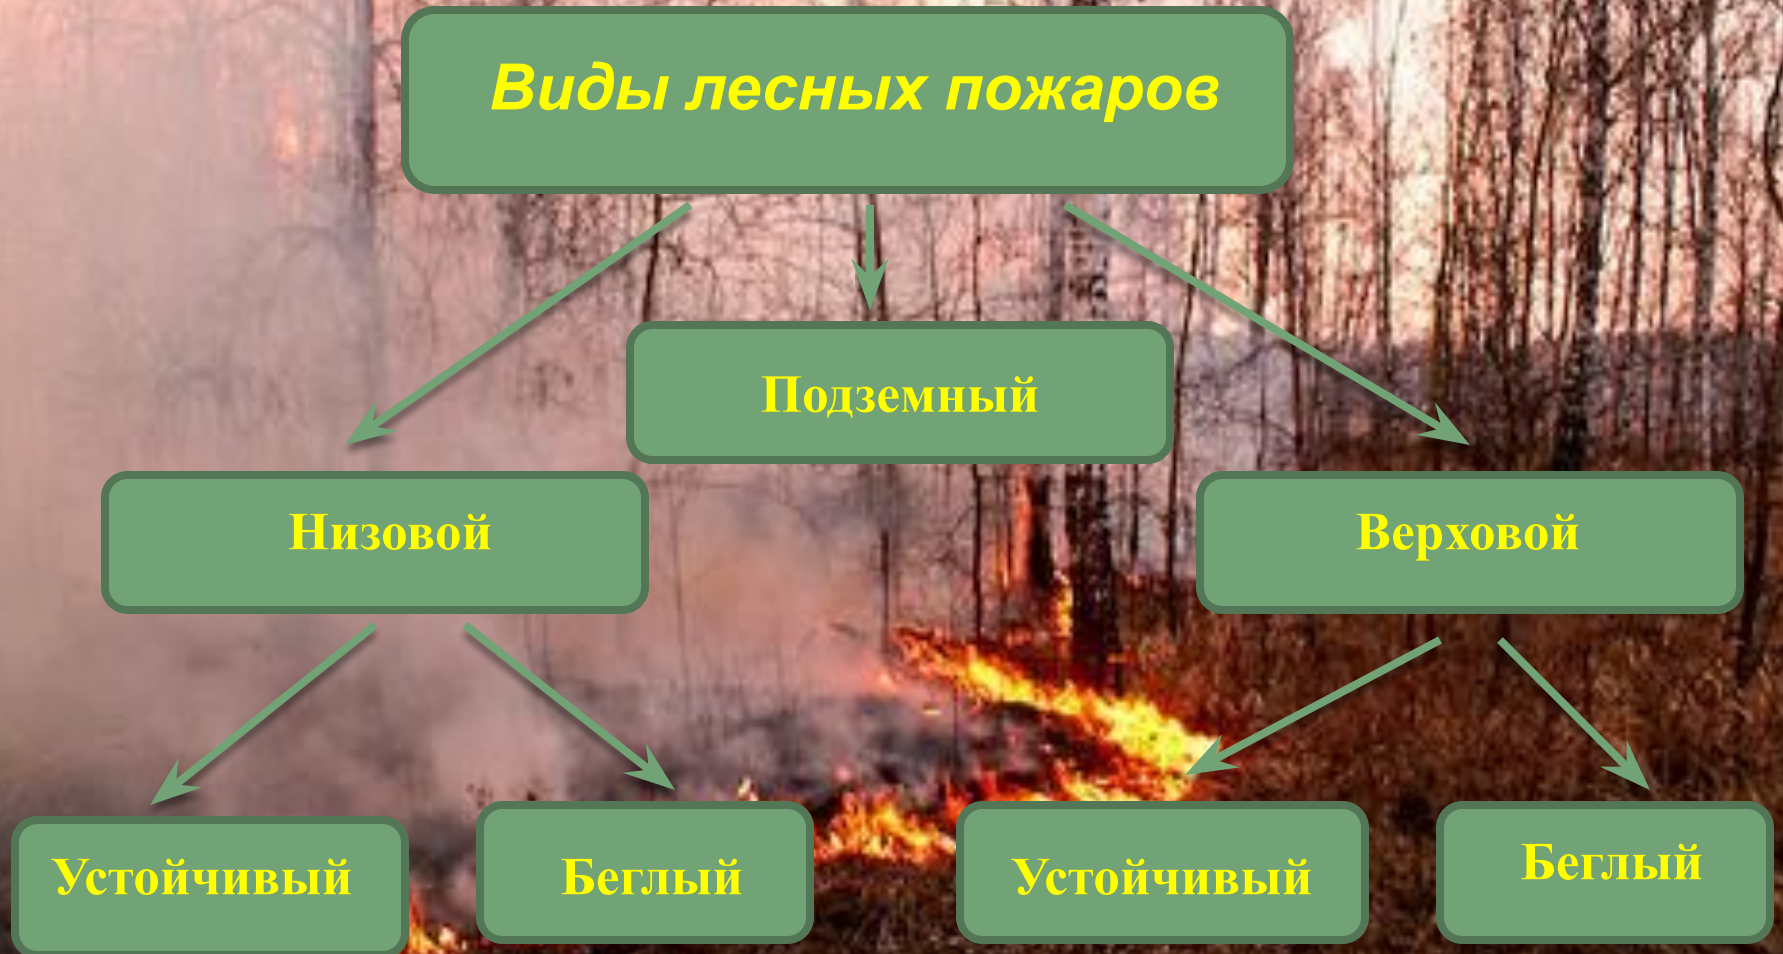 Виды лесных пожаров
Подземный
Низовой
Верховой
Устойчивый
Беглый
Устойчивый
Беглый